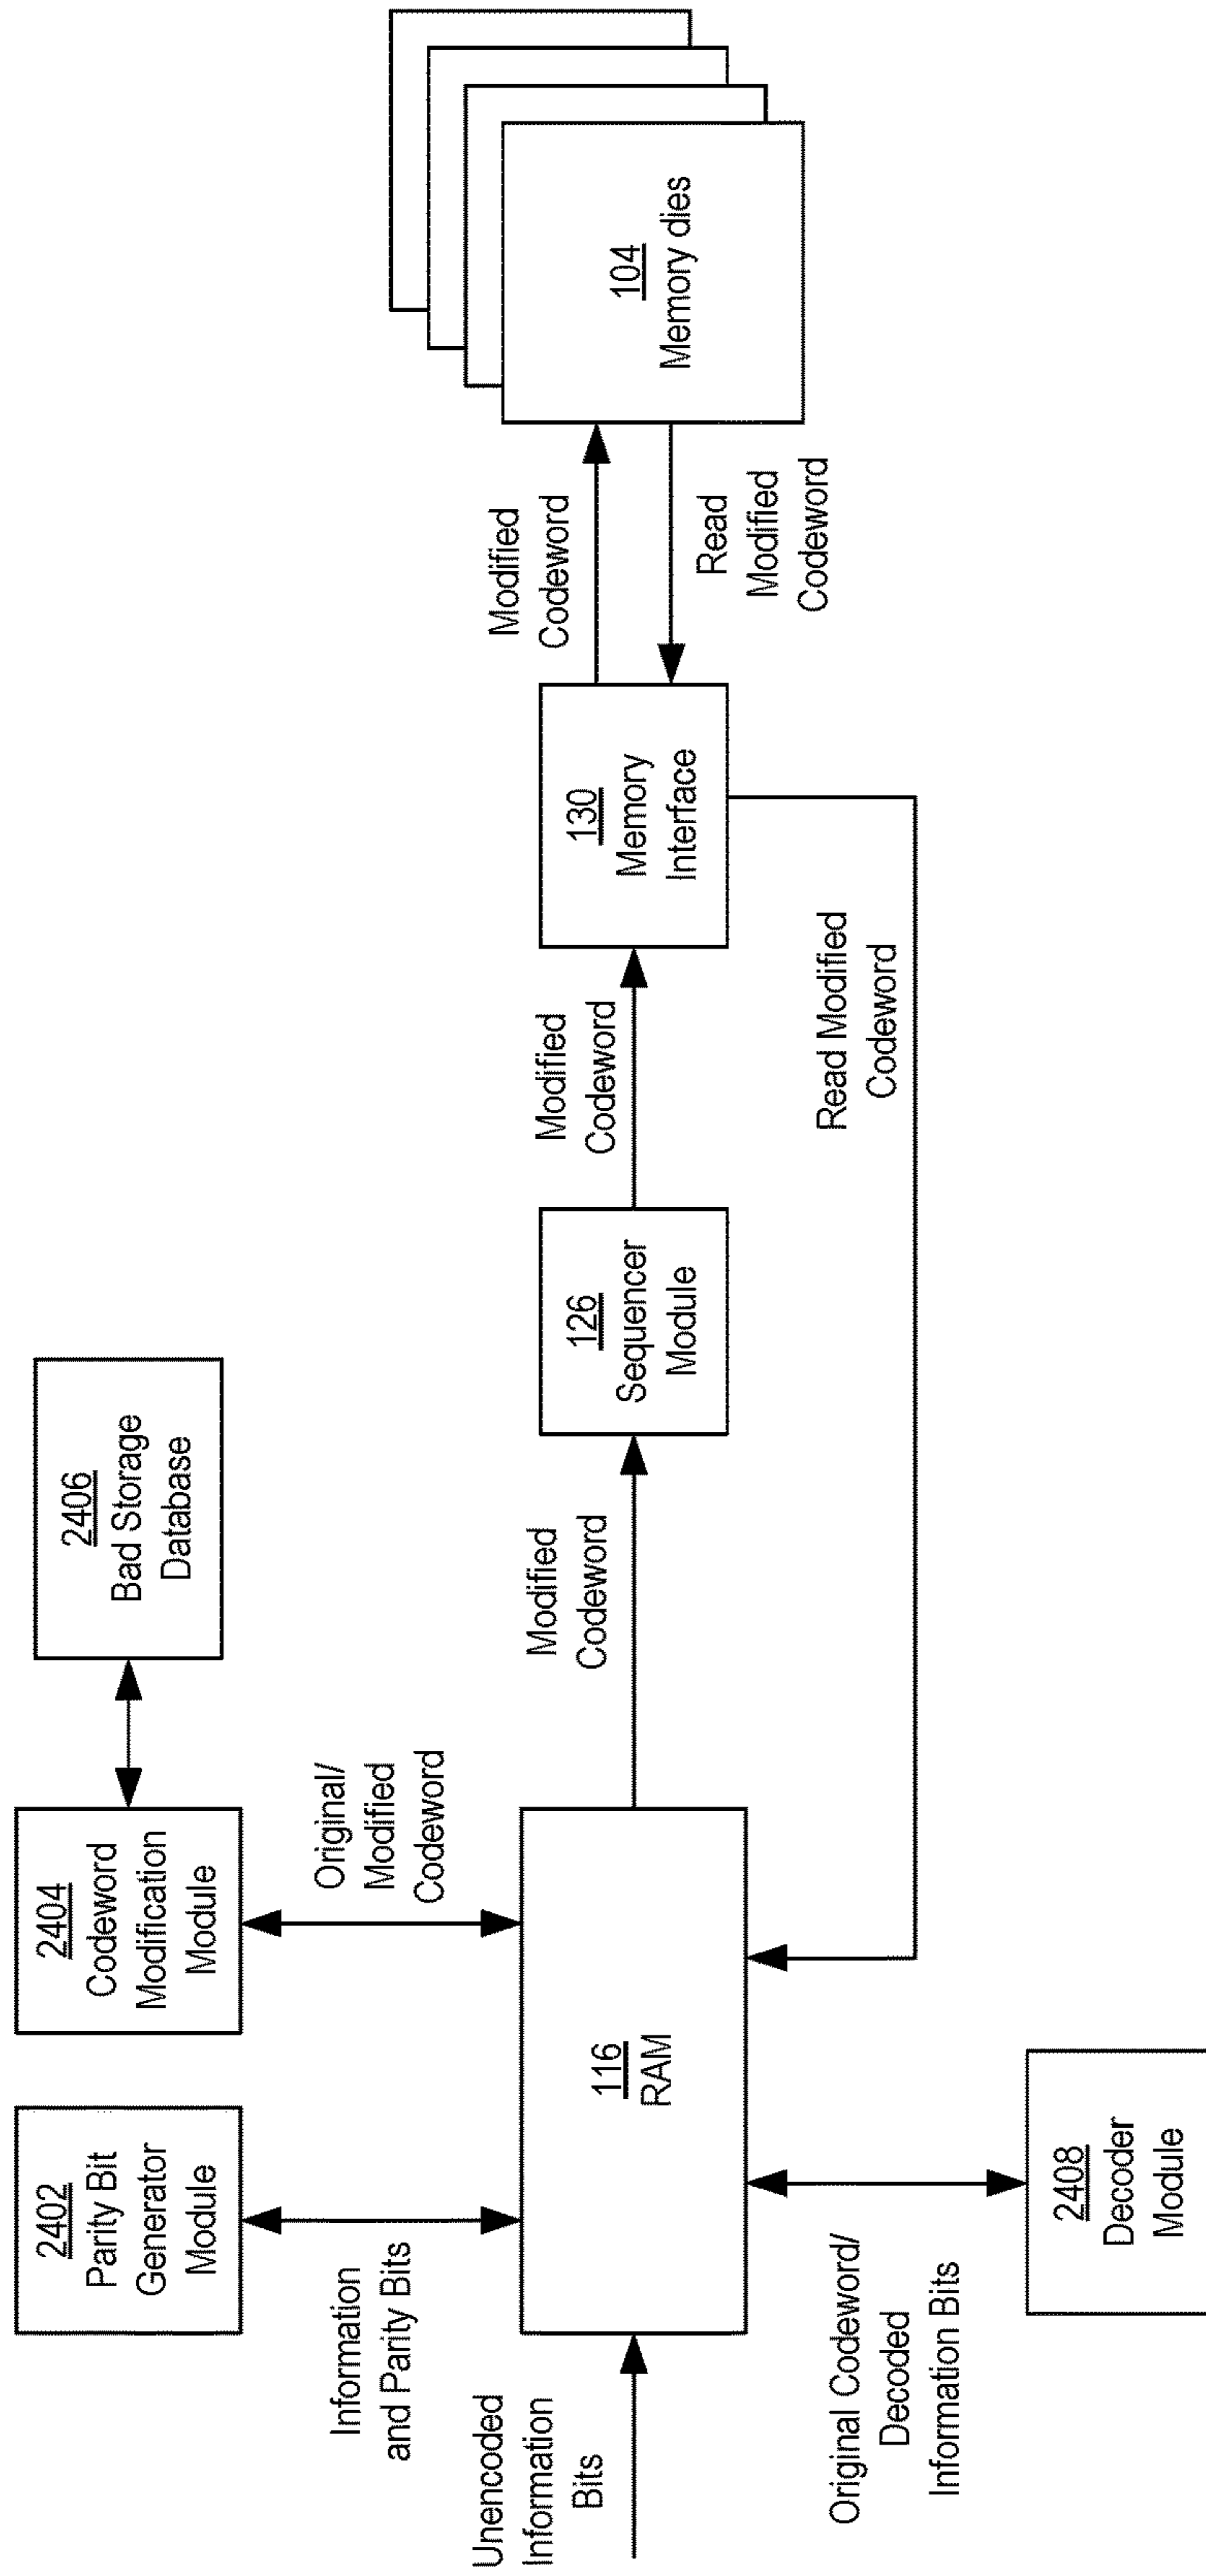 2402
Parity Bit
Generator
Module
2404
Codeword
Modification
Module
2406
Bad Storage
Database
Information
and Parity Bits
Original/
Modified
Codeword
Unencoded
Information
Bits
116
RAM
Modified
Codeword
126
Sequencer
Module
Modified
Codeword
130
Memory
Interface
Modified
Codeword
Read
Modified
Codeword
104
Memory dies
Read Modified
Codeword
Original Codeword/
Decoded
Information Bits
2408
Decoder
Module